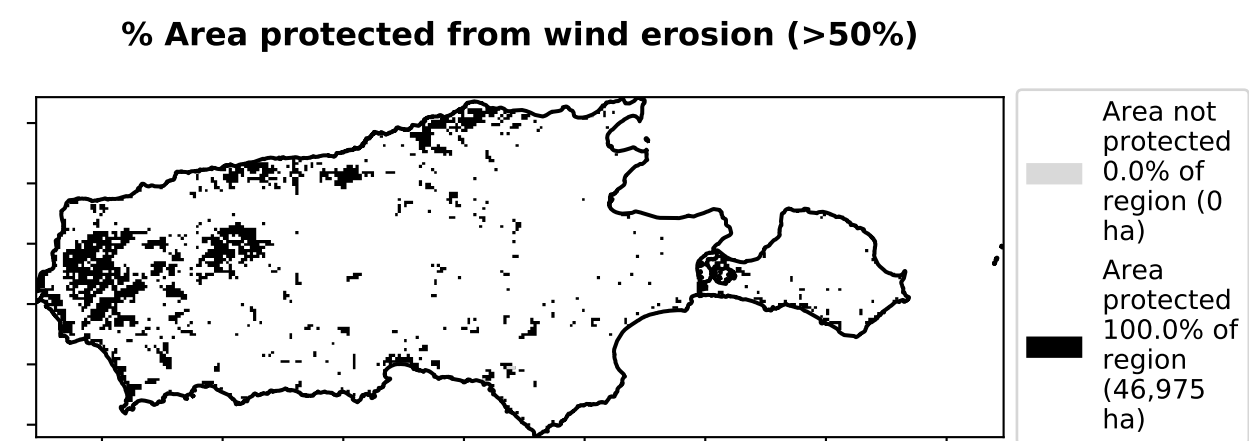 % Area protected from wind erosion (>50%)
Area not
protected
0.0% of
region (0
ha)
Area
protected
100.0% of
region
(46,975
ha)